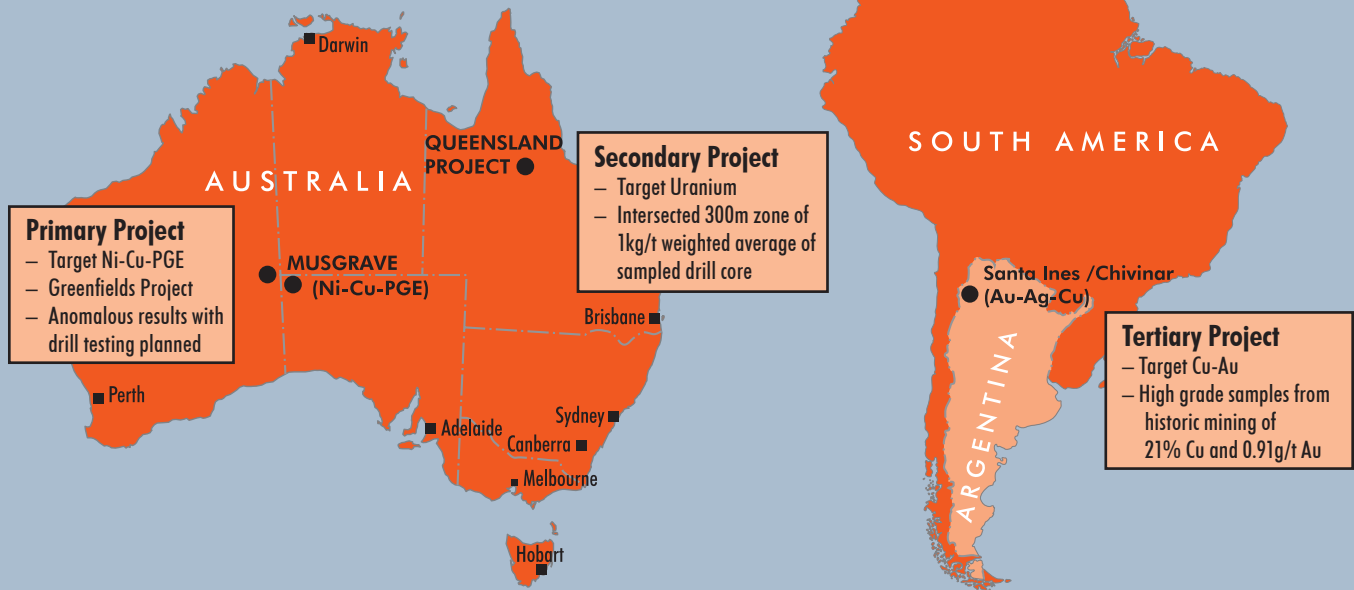 Darwin
QUEENSLAND
PROJECT
AUSTRALIA
Primary Project
– Target Ni-Cu-PGE
– Greenfields Project
– Anomalous results with
drill testing planned
MUSGRAVE
(Ni-Cu-PGE)
Secondary Project
– Target Uranium
– Intersected 300m zone of
1kg/t weighted average of
sampled drill core
Brisbane
Perth
Adelaide
Sydney
Canberra
Melbourne
Hobart
SOUTH AMERICA
Santa Ines /Chivinar
(Au-Ag-Cu)
ARGENTINA
Tertiary Project
– Target Cu-Au
– High grade samples from
historic mining of
21% Cu and 0.91g/t Au